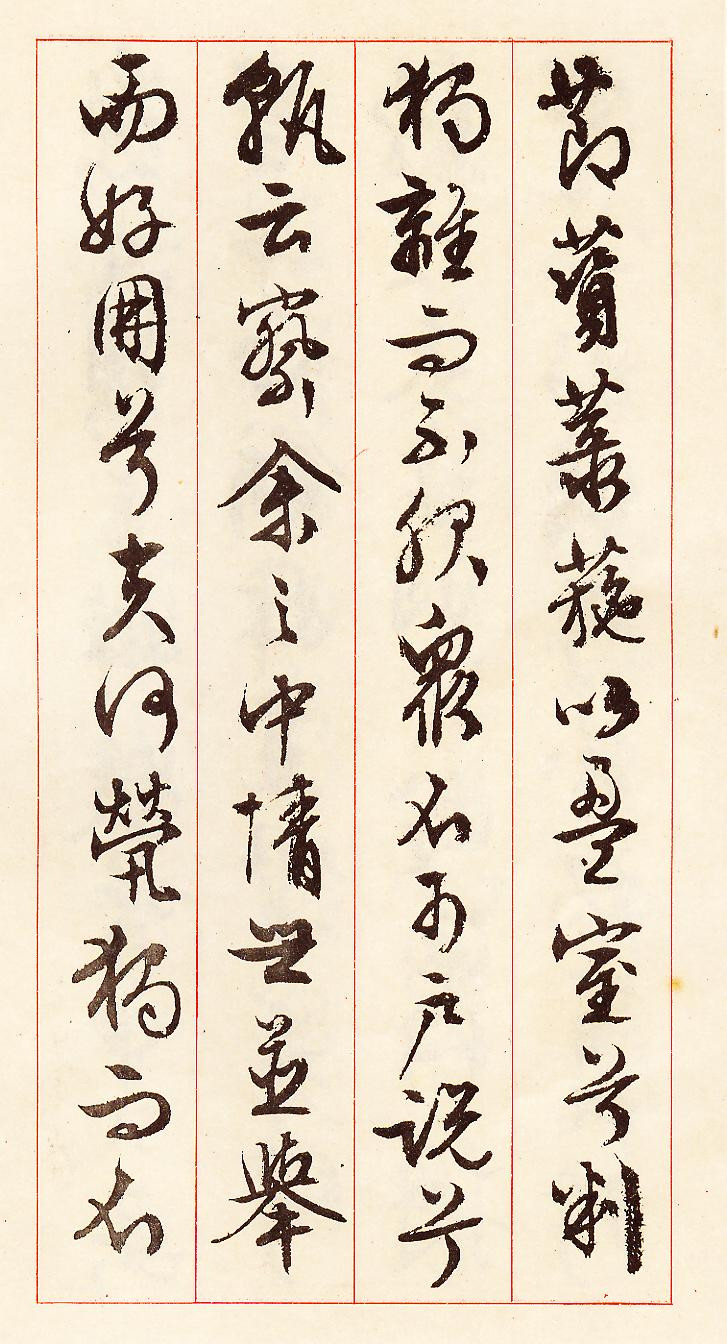 節薋菉葹以盈室兮判
獨離而不服衆不可戶說兮
孰云察余之中情世並舉
而好朋兮夫何煢獨而不